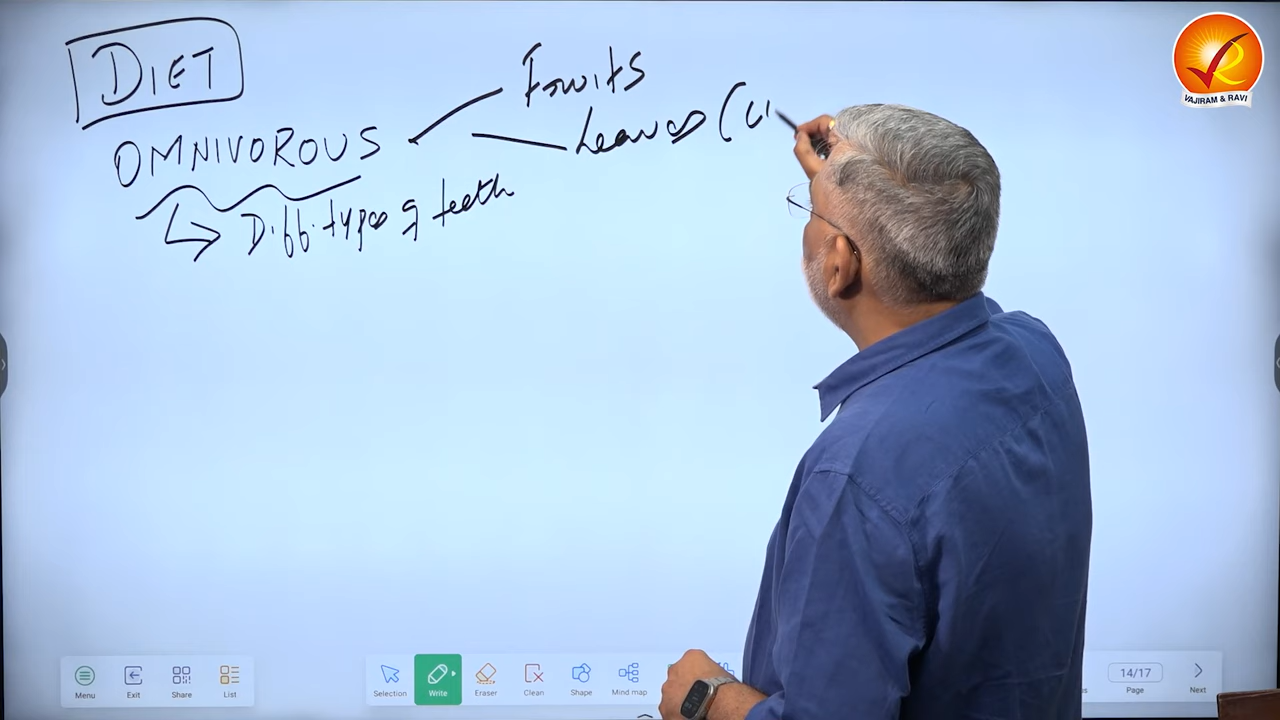 DIET
Fruits
OMNIVOROUS
Leaves (
Diff. types of teeth
VAJIRAM & RAVI
Menu
Exit
Share
List
Selection
Write
Eraser
Clean
Shape
Mind map
14/17
Page
Next